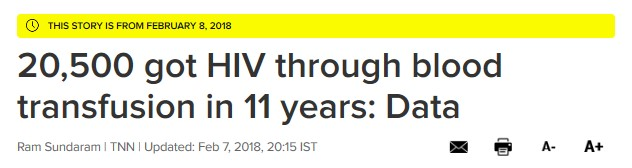 THIS STORY IS FROM FEBRUARY 8, 2018
20,500 got HIV through blood
transfusion in 11 years: Data
Ram Sundaram | TNN | Updated: Feb 7, 2018, 20:15 IST
A- A+